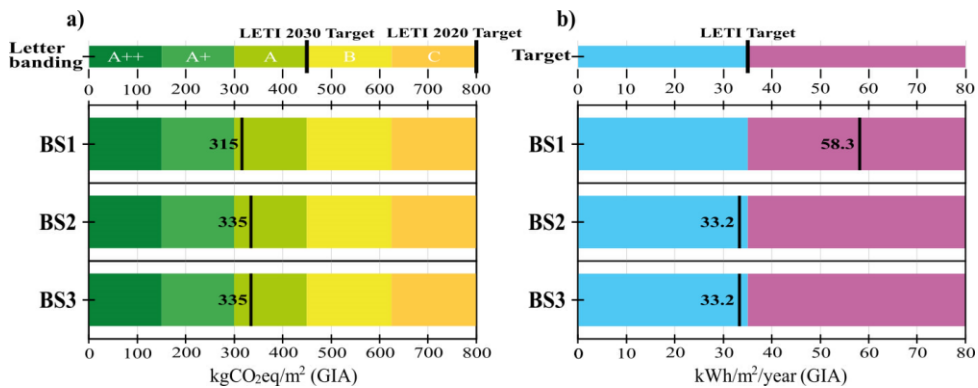 a)
LETI 2030 Target LETI 2020 Target
Letter banding
A++ A+ A B C
0 100 200 300 400 500 600 700 800
BS1
315
BS2
335
BS3
335
0 100 200 300 400 500 600 700 800
kgCO₂eq/m² (GIA)
b)
LETI Target
Target
0 10 20 30 40 50 60 70 80
BS1
58.3
BS2
33.2
BS3
33.2
0 10 20 30 40 50 60 70 80
kWh/m²/year (GIA)